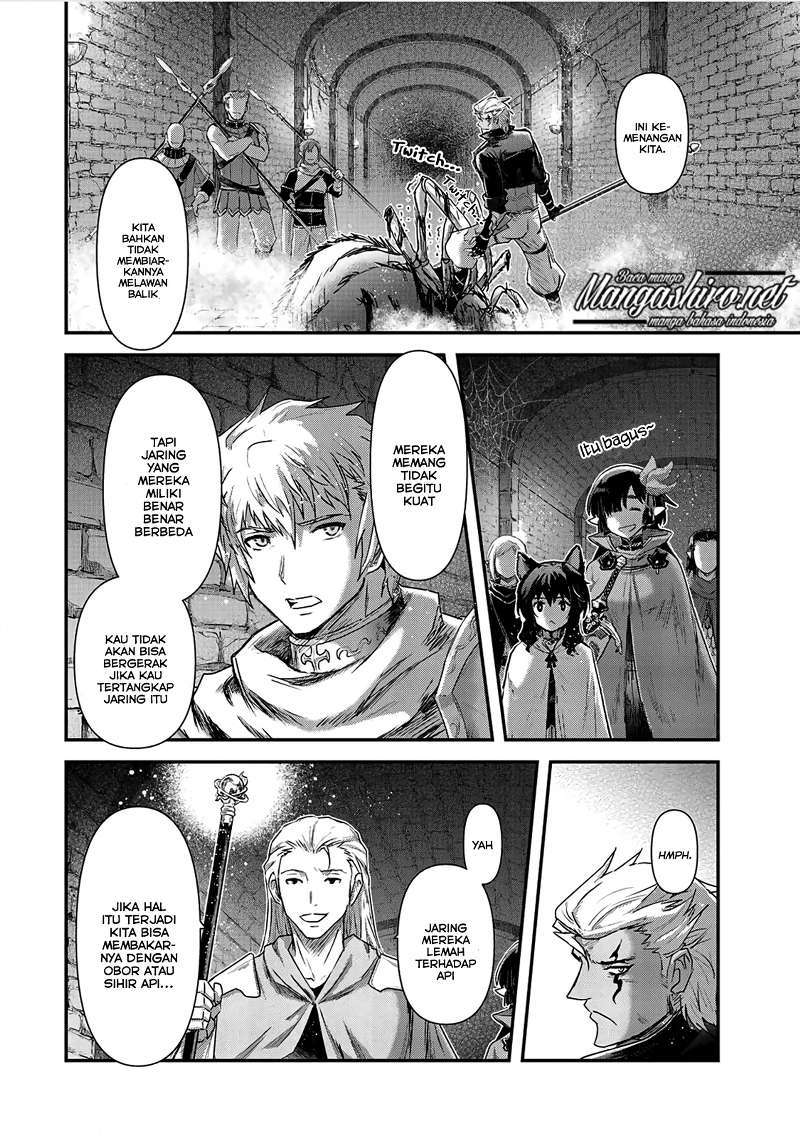 INI KE-
MENANGAN
KITA.
Twitch...
Twitch
KITA
BAHKAN
TIDAK
MEMBIAR-
KANNYA
MELAWAN
BALIK
Baca manga
Mangashiro.net
manga bahasa indonesia
Itu bagus~
MEREKA
MEMANG
TIDAK
BEGITU
KUAT
TAPI
JARING
YANG
MEREKA
MILIKI
BENAR
BENAR
BERBEDA
KAU TIDAK
AKAN BISA
BERGERAK
JIKA KAU
TERTANGKAP
JARING ITU
HMPH.
YAH
JARING
MEREKA
LEMAH
TERHADAP
API
JIKA HAL
ITU TERJADI
KITA BISA
MEMBAKAR-
NYA DENGAN
OBOR ATAU
SIHIR API...